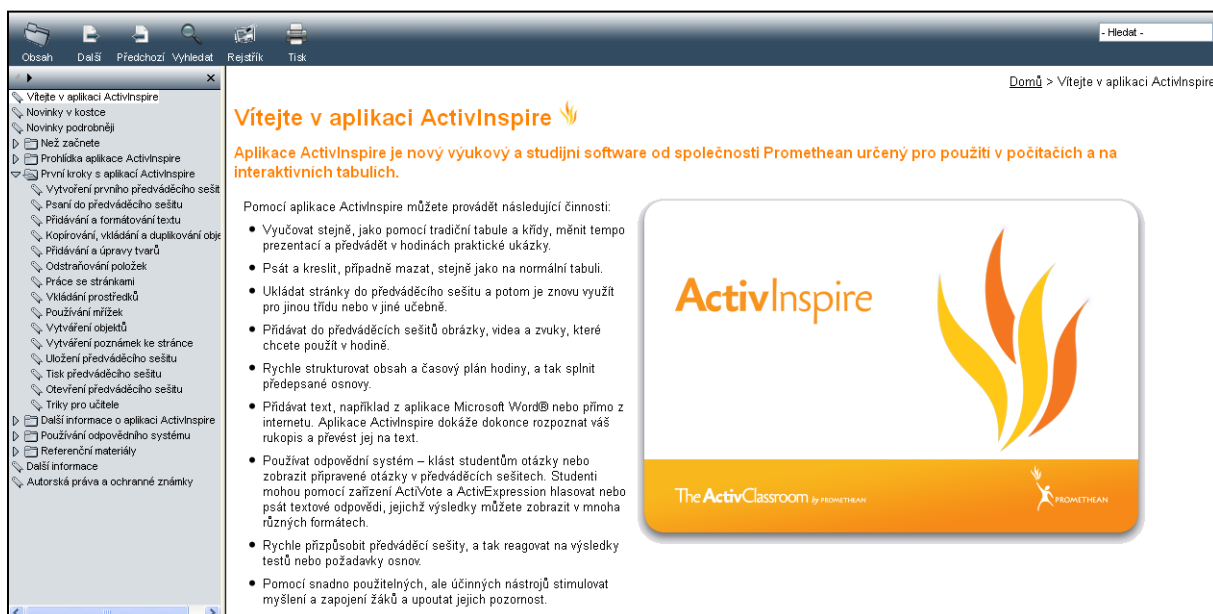 - Hledat -
Obsah Další Předchozí Vyhledat Rejstřík Tisk
Domů > Vítejte v aplikaci ActivInspire
Vítejte v aplikaci ActivInspire
Novinky v kostce
Novinky podrobněji
Než začnete
Prohlídka aplikace ActivInspire
První kroky s aplikací ActivInspire
Vytvoření prvního předváděcího sešit
Psaní do předváděcího sešitu
Přidávání a formátování textu
Kopírování, vkládání a duplikování obje
Přidávání a úpravy tvarů
Odstraňování položek
Práce se stránkami
Vkládání prostředků
Používání mřížek
Vytváření objektů
Vytváření poznámek ke stránce
Uložení předváděcího sešitu
Tisk předváděcího sešitu
Otevření předváděcího sešitu
Triky pro učitele
Další informace o aplikaci ActivInspire
Používání odpovědního systému
Referenční materiály
Další informace
Autorská práva a ochranné známky
Vítejte v aplikaci ActivInspire
Aplikace ActivInspire je nový výukový a studijní software od společnosti Promethean určený pro použití v počítačích a na
interaktivních tabulích.
Pomocí aplikace ActivInspire můžete provádět následující činnosti:
• Vyučovat stejně, jako pomocí tradiční tabule a křídy, měnit tempo
prezentací a předvádět v hodinách praktické ukázky.
• Psát a kreslit, případně mazat, stejně jako na normální tabuli.
• Ukládat stránky do předváděcího sešitu a potom je znovu využít
pro jinou třídu nebo v jiné učebně.
• Přidávat do předváděcích sešitů obrázky, videa a zvuky, které
chcete použít v hodině.
• Rychle strukturovat obsah a časový plán hodiny, a tak splnit
předepsané osnovy.
• Přidávat text, například z aplikace Microsoft Word® nebo přímo z
internetu. Aplikace ActivInspire dokáže dokonce rozpoznat váš
rukopis a převést jej na text.
• Používat odpovědní systém – klást studentům otázky nebo
zobrazit připravené otázky v předváděcích sešitech. Studenti
mohou pomocí zařízení ActiVote a ActivExpression hlasovat nebo
psát textové odpovědi, jejichž výsledky můžete zobrazit v mnoha
různých formátech.
• Rychle přizpůsobit předváděcí sešity, a tak reagovat na výsledky
testů nebo požadavky osnov.
• Pomocí snadno použitelných, ale účinných nástrojů stimulovat
myšlení a zapojení žáků a upoutat jejich pozornost.
ActivInspire
The ActivClassroom by PROMETHEAN
PROMETHEAN